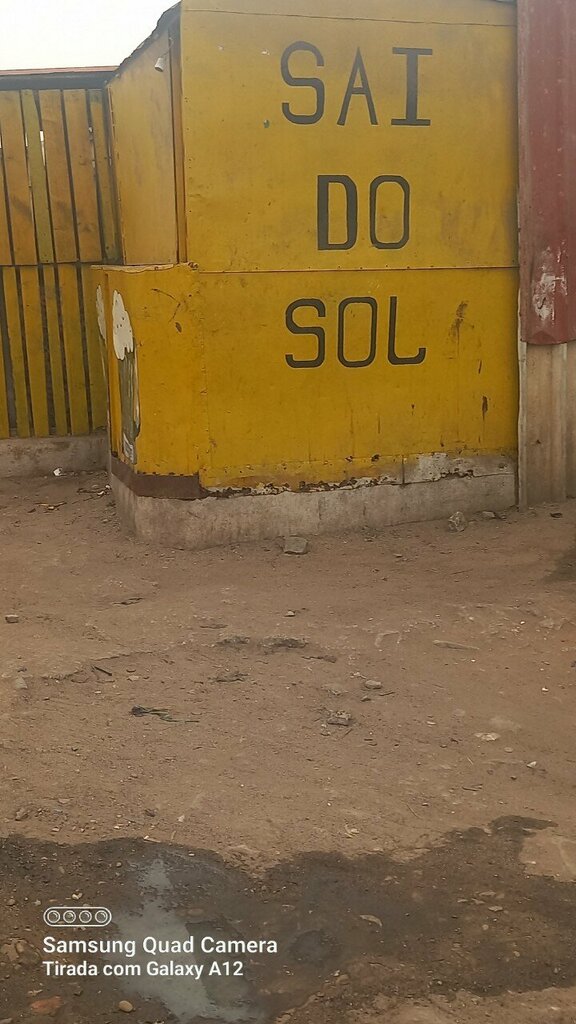 SAI
DO
SOL
Samsung Quad Camera
Tirada com Galaxy A12